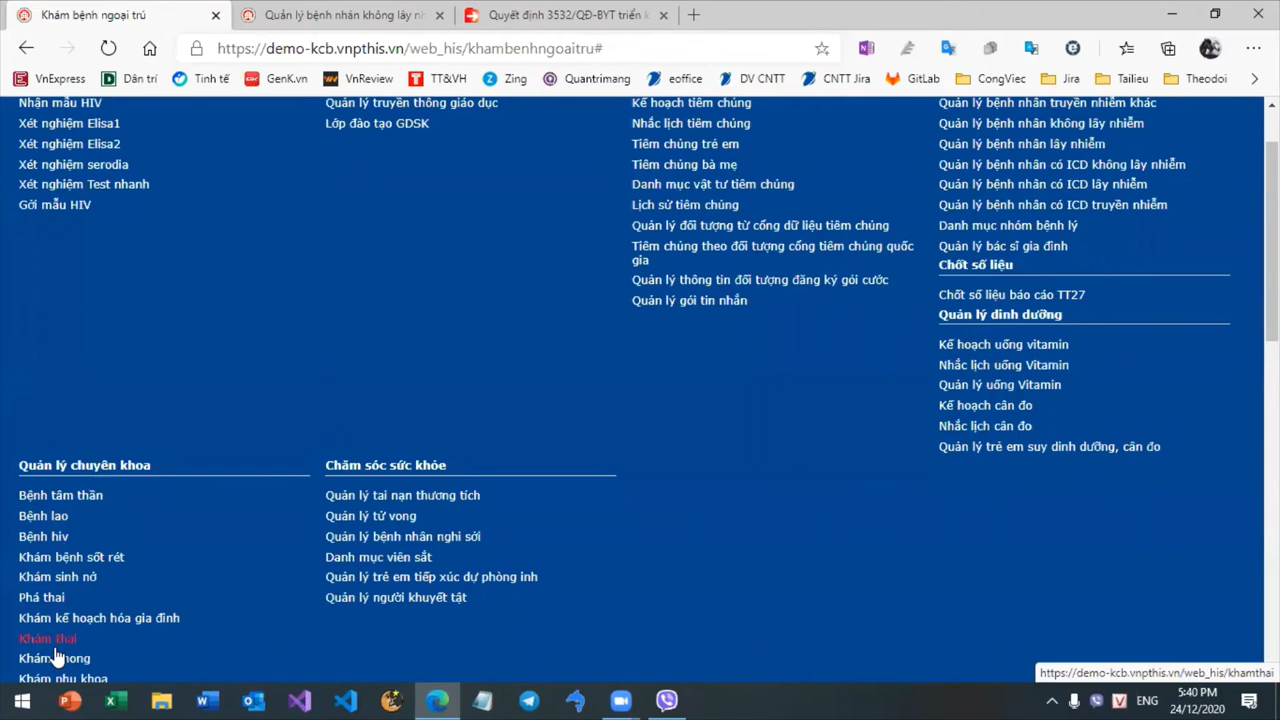 Khám bệnh ngoại trú
Quản lý bệnh nhân không lây nh
Quyết định 3532/QĐ-BYT triển k
https://demo-kcb.vnpthis.vn/web_his/khambenhngoaitru#
VnExpress
Dân trí
Tinh tế
GenK.vn
VnReview
TT&VH
Zing
Quantrimang
eoffice
DV CNTT
CNTT Jira
GitLab
CongViec
Jira
Tailieu
Theodoi
Nhận mẫu HIV
Xét nghiệm Elisa1
Xét nghiệm Elisa2
Xét nghiệm serodia
Xét nghiệm Test nhanh
Gởi mẫu HIV
Quản lý truyền thông giáo dục
Lớp đào tạo GDSK
Kế hoạch tiêm chủng
Nhắc lịch tiêm chủng
Tiêm chủng trẻ em
Tiêm chủng bà mẹ
Danh mục vật tư tiêm chủng
Lịch sử tiêm chủng
Quản lý đối tượng từ cổng dữ liệu tiêm chủng
Tiêm chủng theo đối tượng cổng tiêm chủng quốc
gia
Quản lý thông tin đối tượng đăng ký gói cước
Quản lý gói tin nhắn
Quản lý bệnh nhân truyền nhiễm khác
Quản lý bệnh nhân không lây nhiễm
Quản lý bệnh nhân lây nhiễm
Quản lý bệnh nhân có ICD không lây nhiễm
Quản lý bệnh nhân có ICD lây nhiễm
Quản lý bệnh nhân có ICD truyền nhiễm
Danh mục nhóm bệnh lý
Quản lý bác sĩ gia đình
Chốt số liệu
Chốt số liệu báo cáo TT27
Quản lý dinh dưỡng
Kế hoạch uống vitamin
Nhắc lịch uống Vitamin
Quản lý uống Vitamin
Kế hoạch cân đo
Nhắc lịch cân đo
Quản lý trẻ em suy dinh dưỡng, cân đo
Quản lý chuyên khoa
Bệnh tâm thần
Bệnh lao
Bệnh hiv
Khám bệnh sốt rét
Khám sinh nở
Phá thai
Khám kế hoạch hóa gia đình
Khám thai
Khám phong
Khám phụ khoa
Chăm sóc sức khỏe
Quản lý tai nạn thương tích
Quản lý tử vong
Quản lý bệnh nhân nghi sởi
Danh mục viên sắt
Quản lý trẻ em tiếp xúc dự phòng inh
Quản lý người khuyết tật
https://demo-kcb.vnpthis.vn/web_his/khamthai
ENG
5:40 PM
24/12/2020